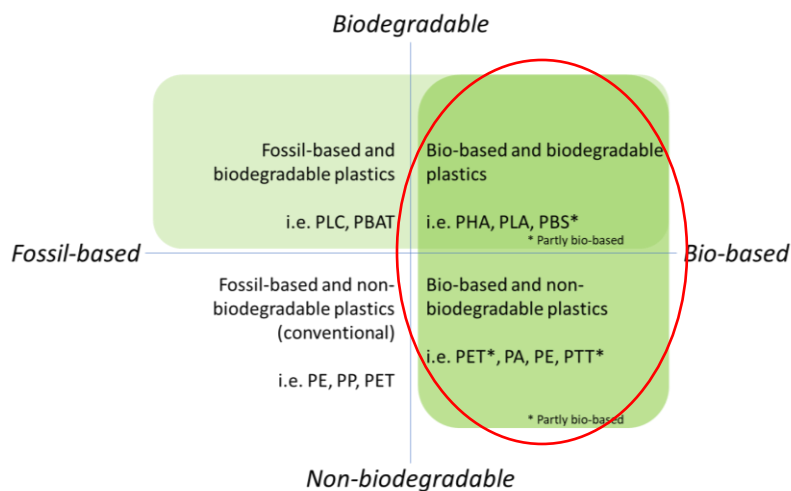 Biodegradable
Fossil-based and
biodegradable plastics
i.e. PLC, PBAT
Bio-based and biodegradable
plastics
i.e. PHA, PLA, PBS*
* Partly bio-based
Fossil-based
Bio-based
Fossil-based and non-
biodegradable plastics
(conventional)
i.e. PE, PP, PET
Bio-based and non-
biodegradable plastics
i.e. PET*, PA, PE, PTT*
* Partly bio-based
Non-biodegradable